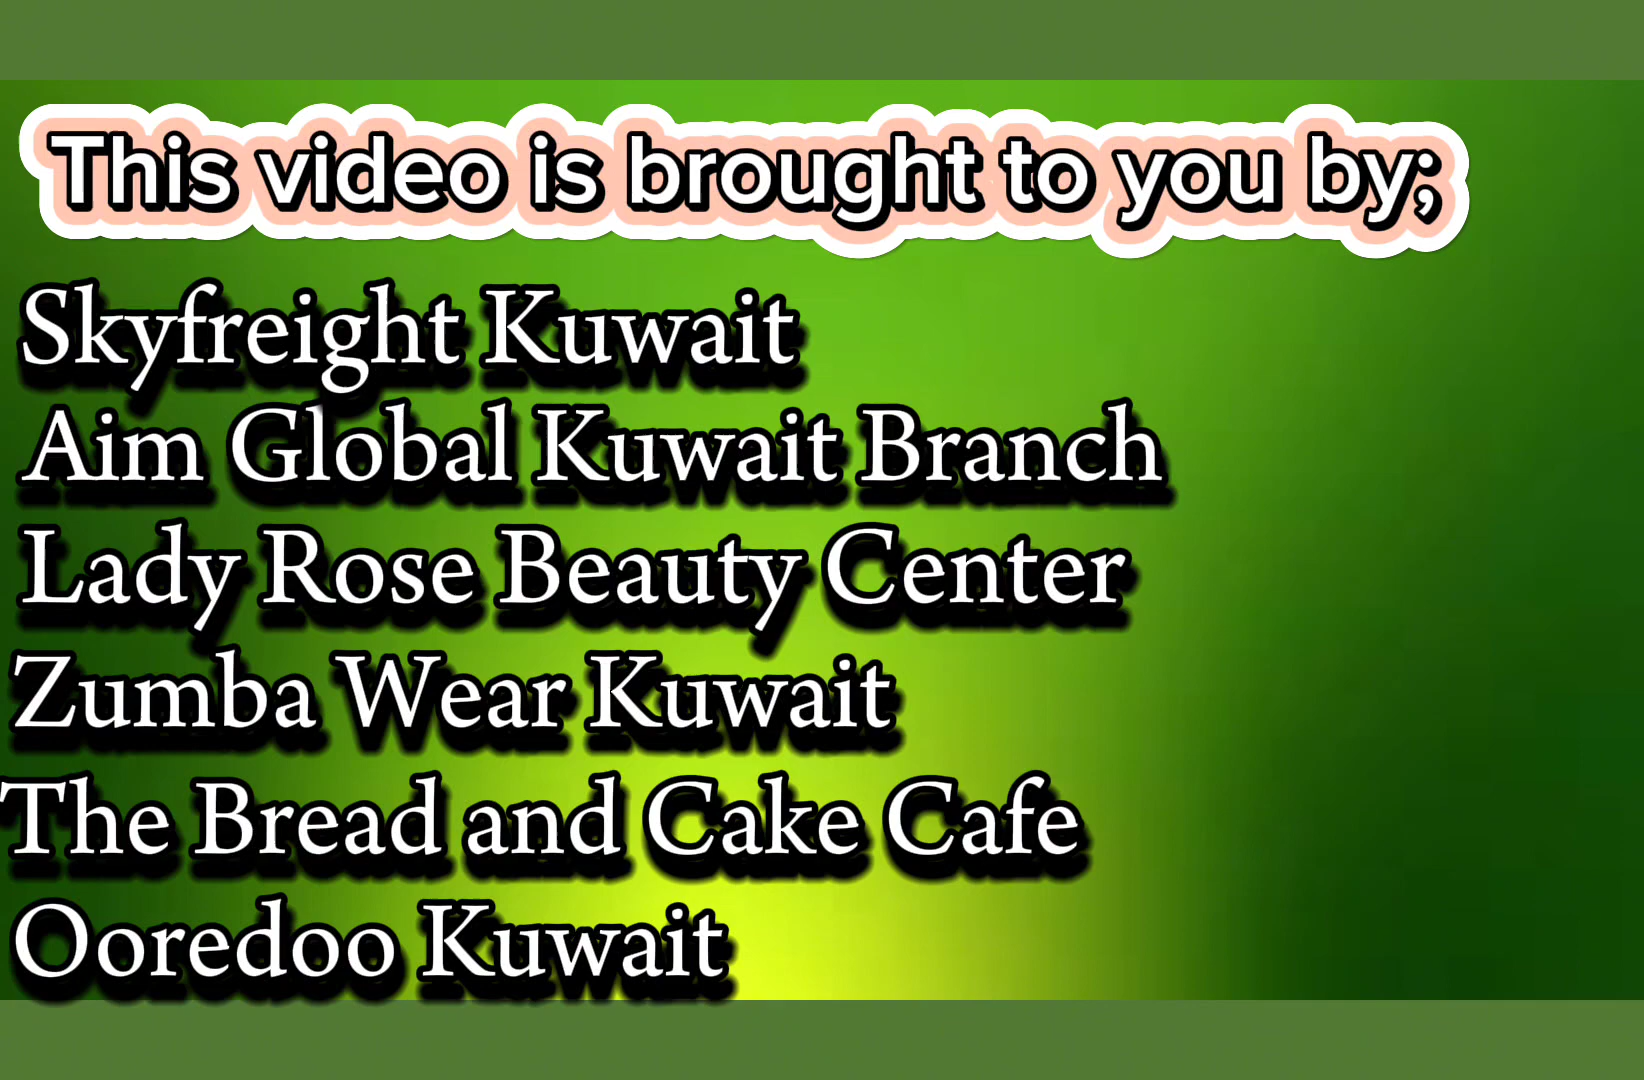 This video is brought to you by;
Skyfreight Kuwait
Aim Global Kuwait Branch
Lady Rose Beauty Center
Zumba Wear Kuwait
The Bread and Cake Cafe
Ooredoo Kuwait